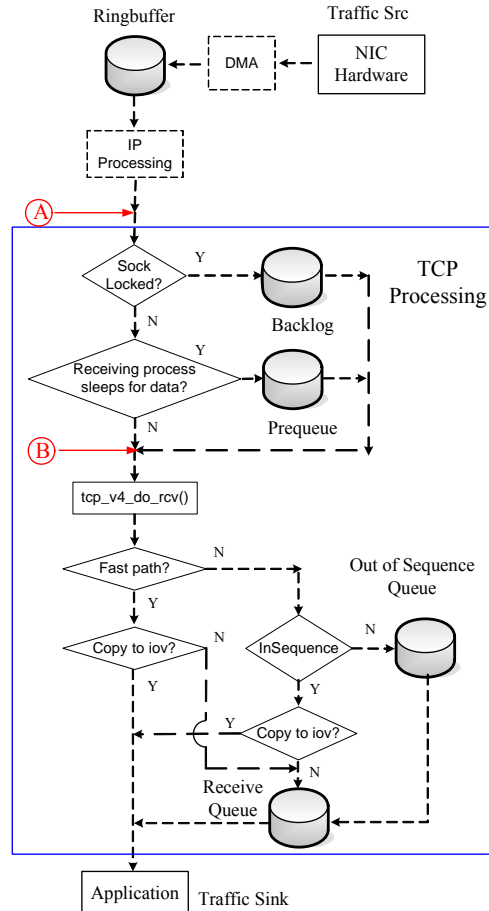 Ringbuffer
Traffic Src
DMA
NIC
Hardware
IP
Processing
A
TCP
Processing
Sock
Locked?
Y
N
Backlog
Receiving process
sleeps for data?
Y
N
Prequeue
B
tcp_v4_do_rcv()
Fast path?
N
Y
Out of Sequence
Queue
Copy to iov?
N
Y
InSequence
N
Y
Copy to iov?
Y
N
Receive
Queue
Application
Traffic Sink